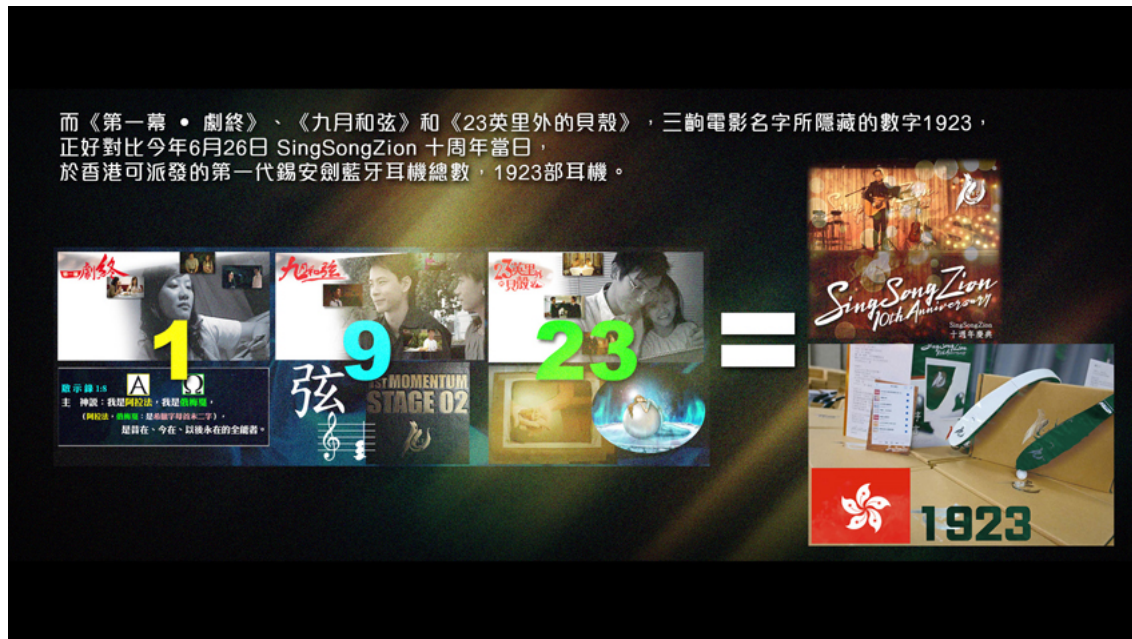 而《第一幕 • 劇終》、《九月和弦》和《23英里外的貝殼》，三齣電影名字所隱藏的數字1923，
正好對比今年6月26日 SingSongZion 十周年當日，
於香港可派發的第一代錫安劍藍牙耳機總數，1923部耳機。
劇終
九月和弦
23英里外的貝殼
1
9
23
=
啟示錄 1:8
A
Ω
主　神說：我是阿拉法，我是俄梅戛，
（阿拉法，俄梅戛：是希臘字母首末二字），
是昔在、今在、以後永在的全能者。
弦
1ST MOMENTUM
STAGE 02
SingSongZion
10th Anniversary
SingSongZion
十週年慶典
1923